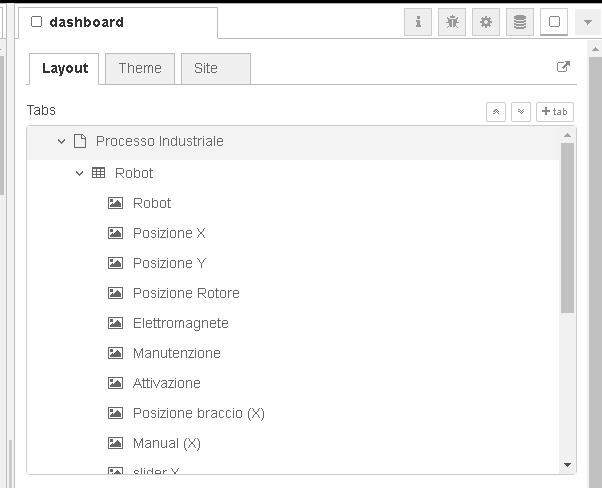 dashboard
Layout Theme Site
Tabs
tab
Processo Industriale
Robot
Robot
Posizione X
Posizione Y
Posizione Rotore
Elettromagnete
Manutenzione
Attivazione
Posizione braccio (X)
Manual (X)
slider X